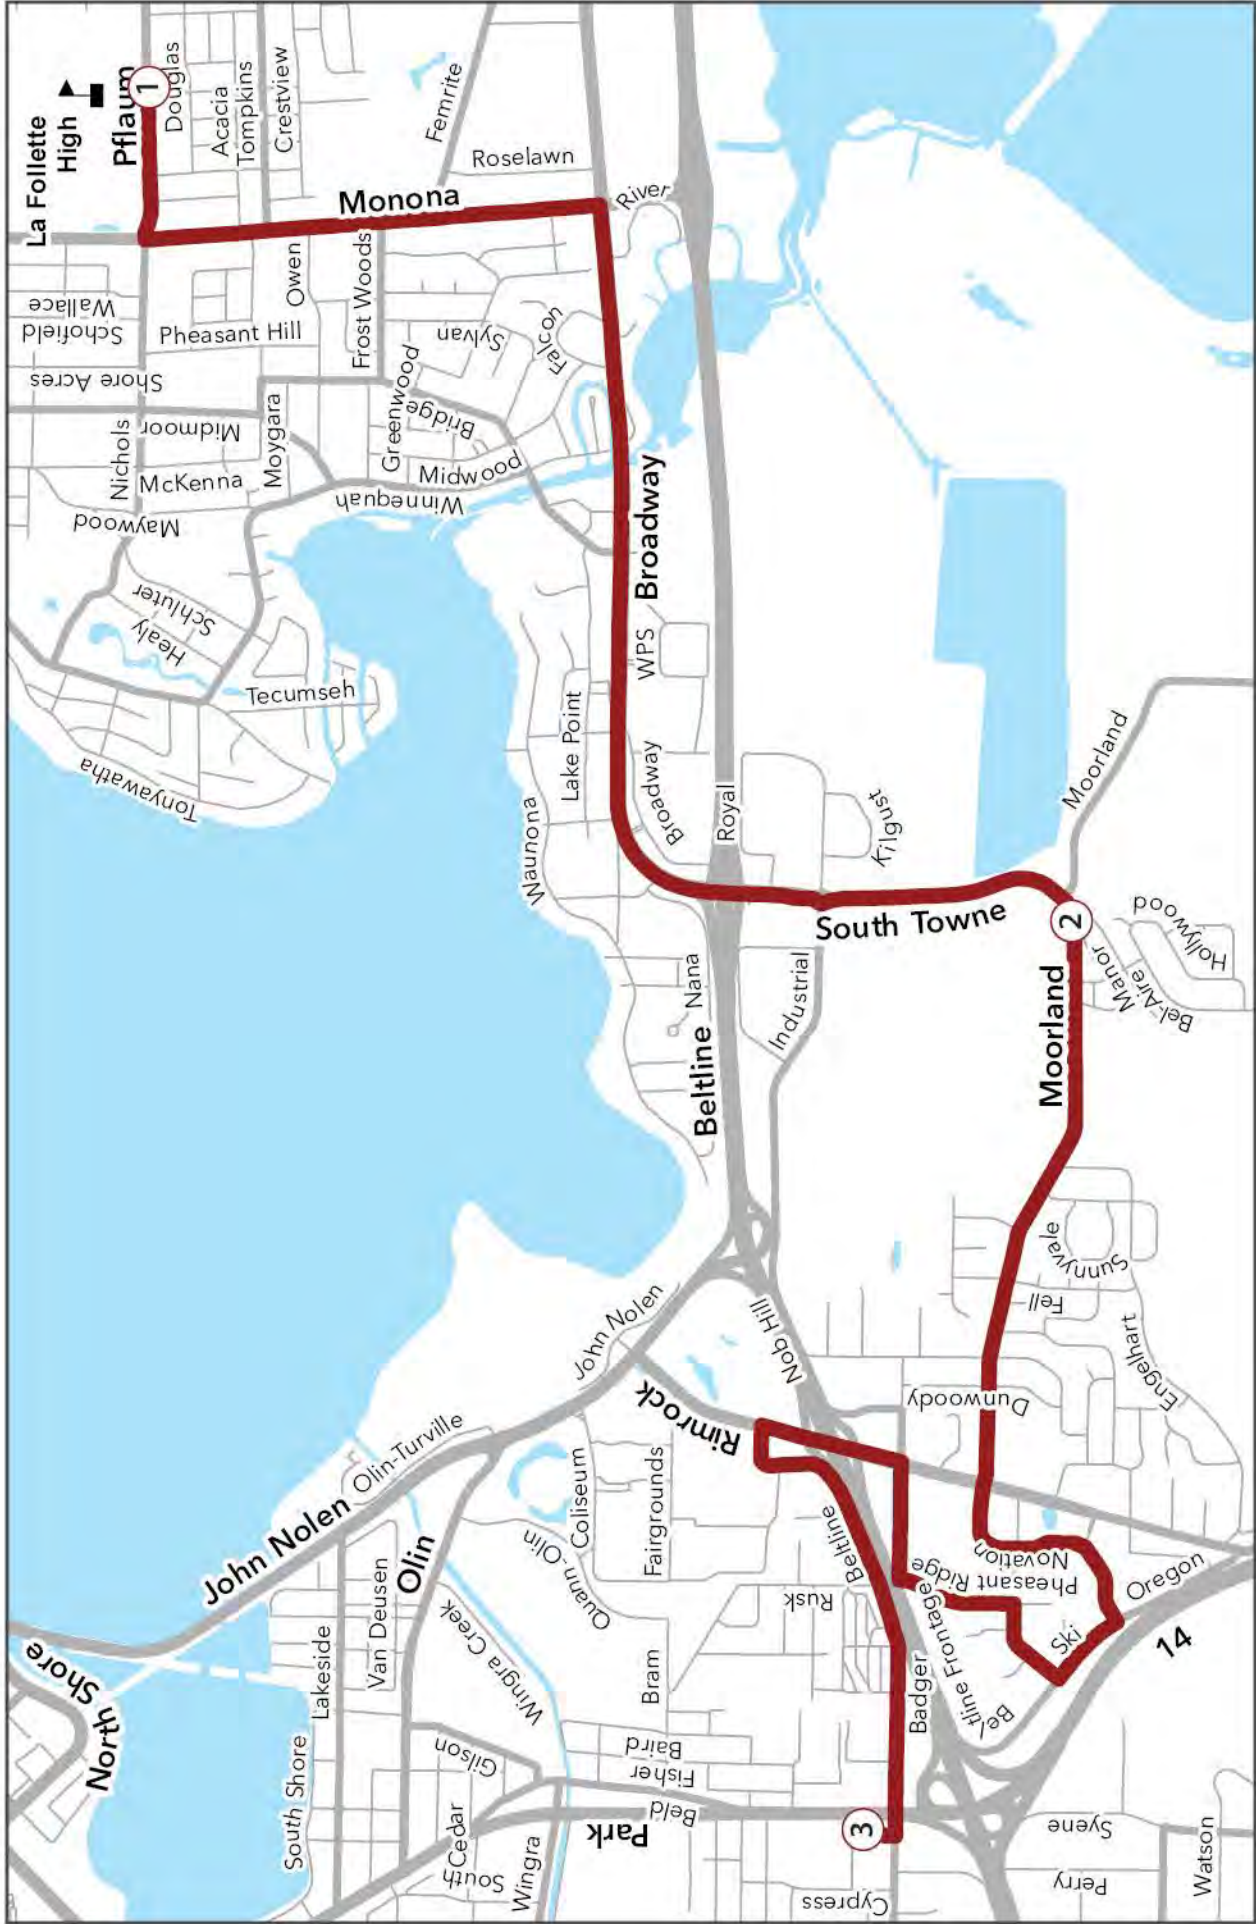 La Follette
High
Pflaum
1
Douglas
Acacia
Tompkins
Crestview
Femrite
Roselawn
Monona
River
Wallace
Schofield
Pheasant Hill
Owen
Frost Woods
Sylvan
Falcon
Shore Acres
Nichols
Midmoor
McKenna
Moygara
Greenwood
Bridge
Midwood
Winnequah
Maywood
Schluter
Healy
Tecumseh
Tonyawatha
Broadway
WPS
Lake Point
Broadway
Waunona
Royal
Kilgust
Moorland
South Towne
2
Hollywood
Manor
Bel-Aire
Moorland
Nana
Industrial
Beltline
Sunnyvale
Fell
Engelhart
Dunwoody
Nob Hill
John Nolen
Rimrock
Olin-Turville
John Nolen
Olin
Coliseum
Fairgrounds
Quann-Olin
Beltline
Rusk
Novation
Pheasant Ridge
Oregon
Ski
14
Beltline Frontage
Badger
Bram
Wingra Creek
Van Deusen
Lakeside
North Shore
South Shore
Gilson
Baird
Fisher
Beld
Park
3
Cedar
South
Wingra
Cypress
Syene
Perry
Watson